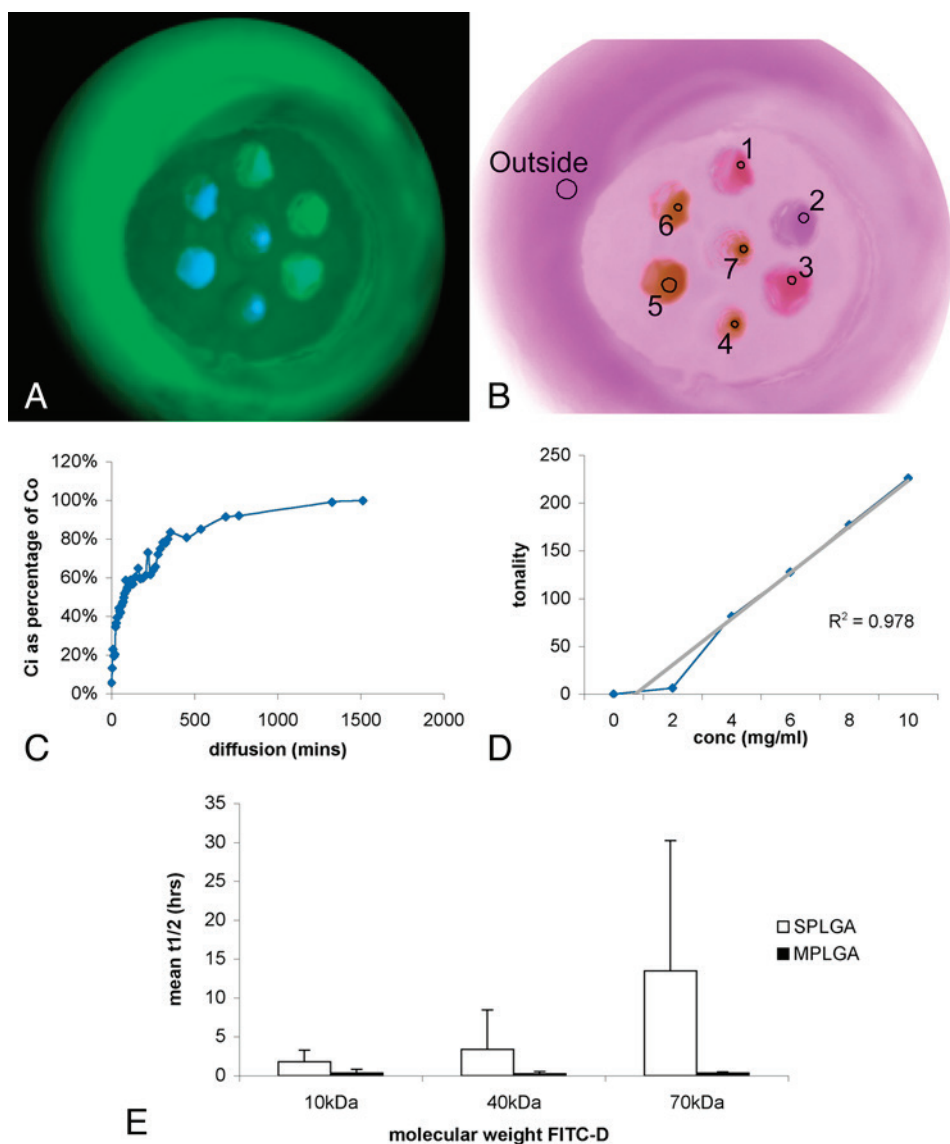 A
Outside
1
2
3
4
5
6
7
B
120%
100%
80%
60%
40%
20%
0%
Ci as percentage of Co
0
500
1000
1500
2000
diffusion (mins)
C
250
200
150
100
50
0
tonality
R² = 0.978
0
2
4
6
8
10
conc (mg/ml)
D
35
30
25
20
15
10
5
0
mean t1/2 (hrs)
SPLGA
MPLGA
10kDa
40kDa
70kDa
molecular weight FITC-D
E